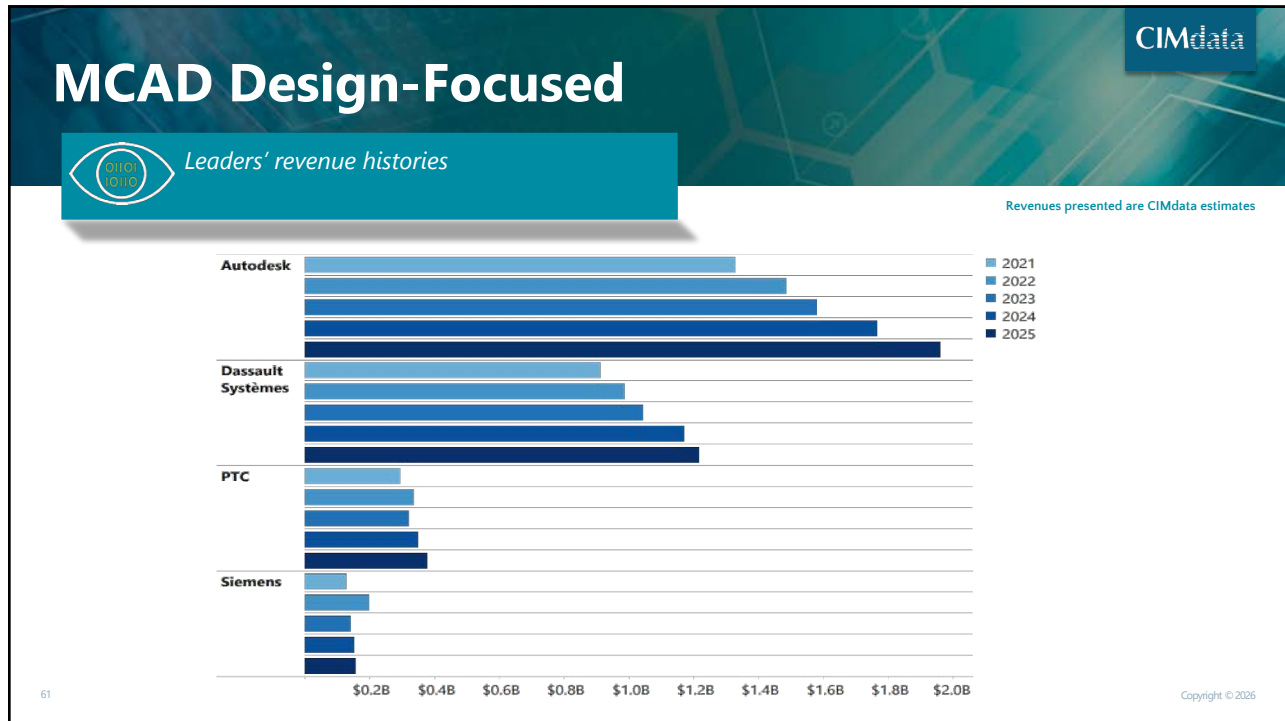 CIMdata
MCAD Design-Focused
01101
10110
Leaders’ revenue histories
Revenues presented are CIMdata estimates
Autodesk
Dassault
Systèmes
PTC
Siemens
2021
2022
2023
2024
2025
$0.2B $0.4B $0.6B $0.8B $1.0B $1.2B $1.4B $1.6B $1.8B $2.0B
61
Copyright © 2026